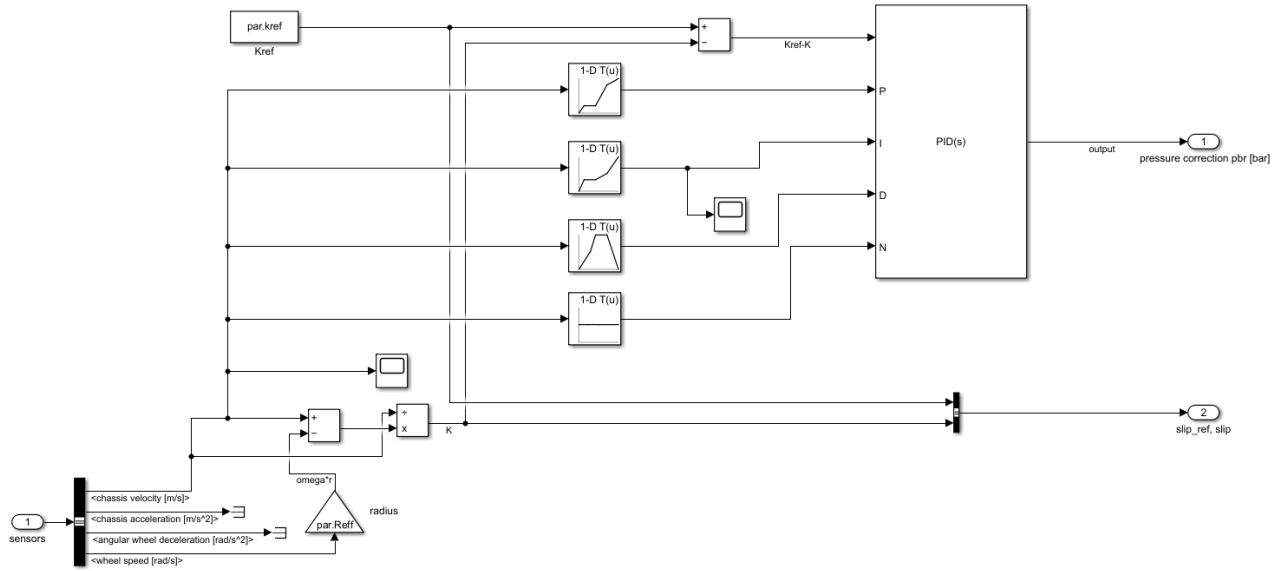 par.kref
Kref
+
−
Kref-K
1-D T(u)
P
1-D T(u)
I
PID(s)
output
1
pressure correction pbr [bar]
D
1-D T(u)
N
1-D T(u)
+
−
÷
x
K
2
slip_ref, slip
omega*r
<chassis velocity [m/s]>
radius
<chassis acceleration [m/s^2]>
par.Reff
1
sensors
<angular wheel deceleration [rad/s^2]>
<wheel speed [rad/s]>